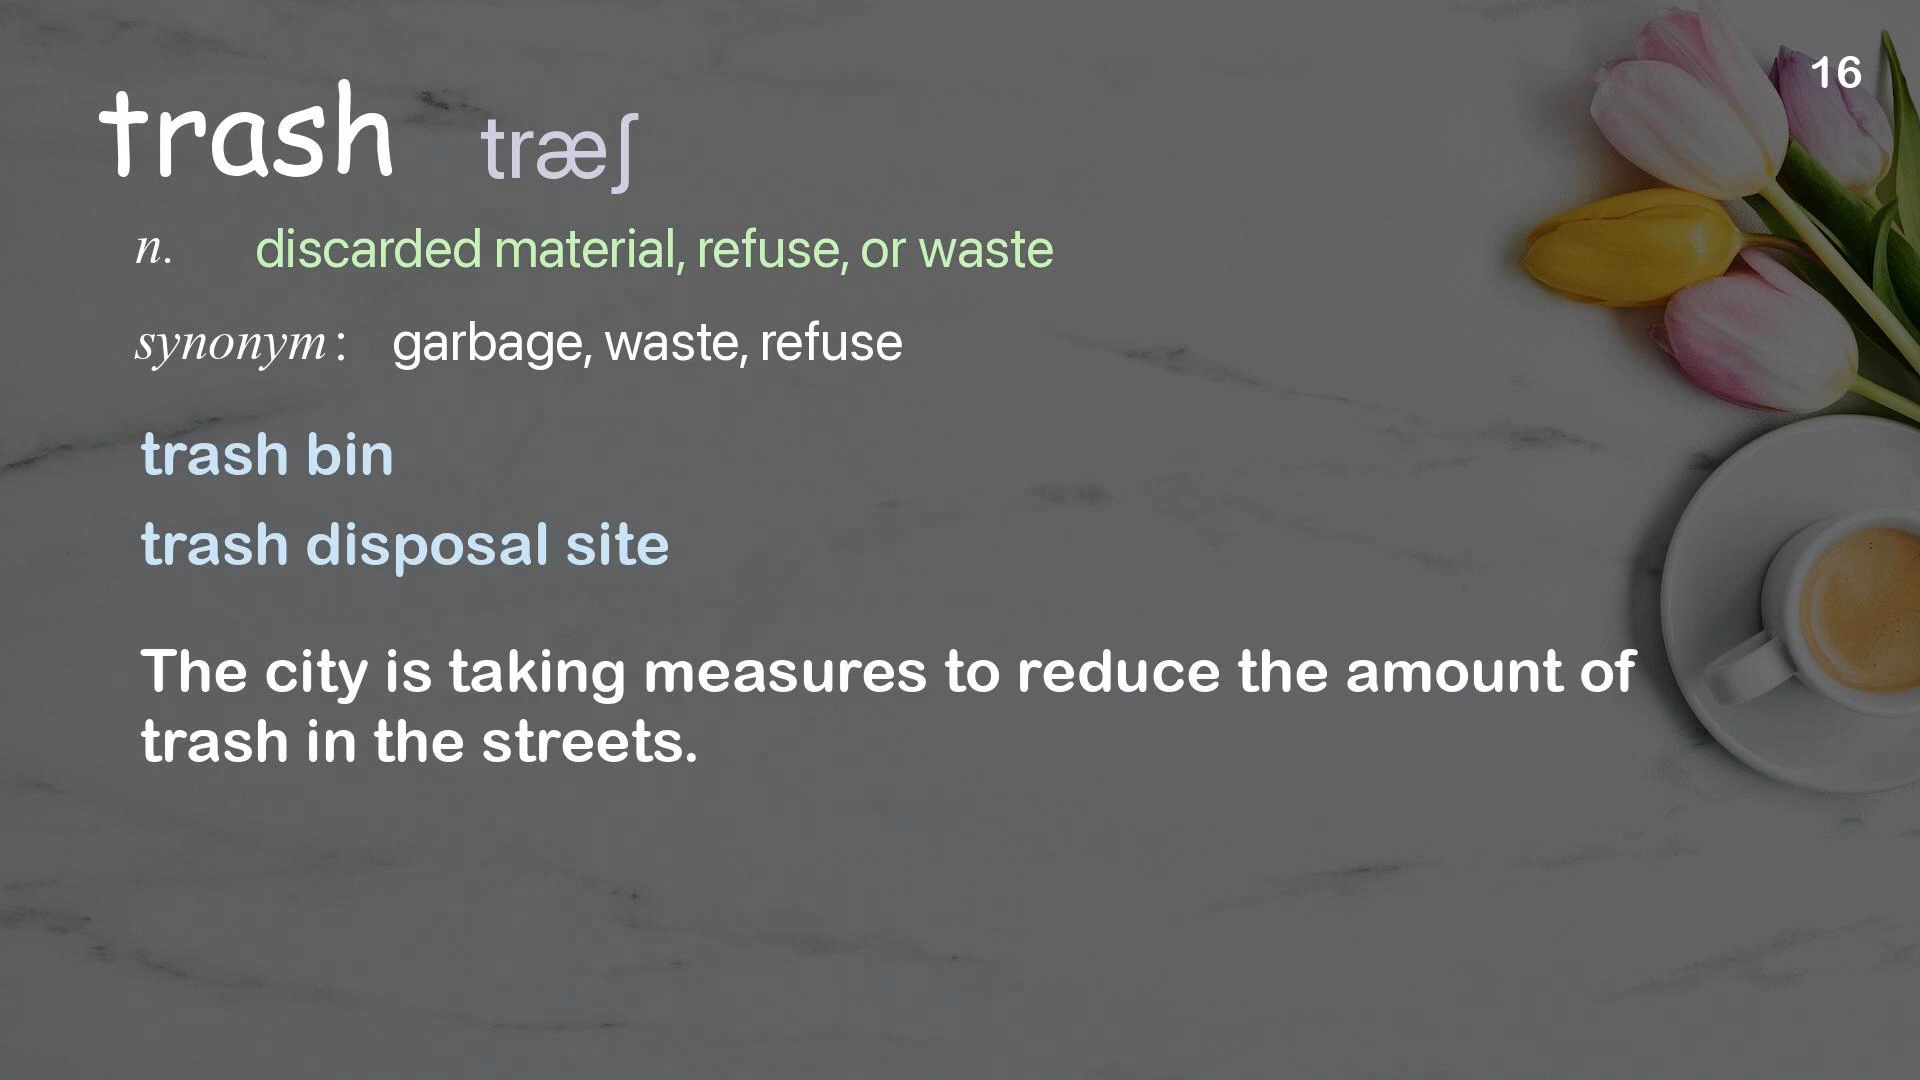 16
trash træʃ
n. discarded material, refuse, or waste
synonym: garbage, waste, refuse
trash bin
trash disposal site
The city is taking measures to reduce the amount of
trash in the streets.